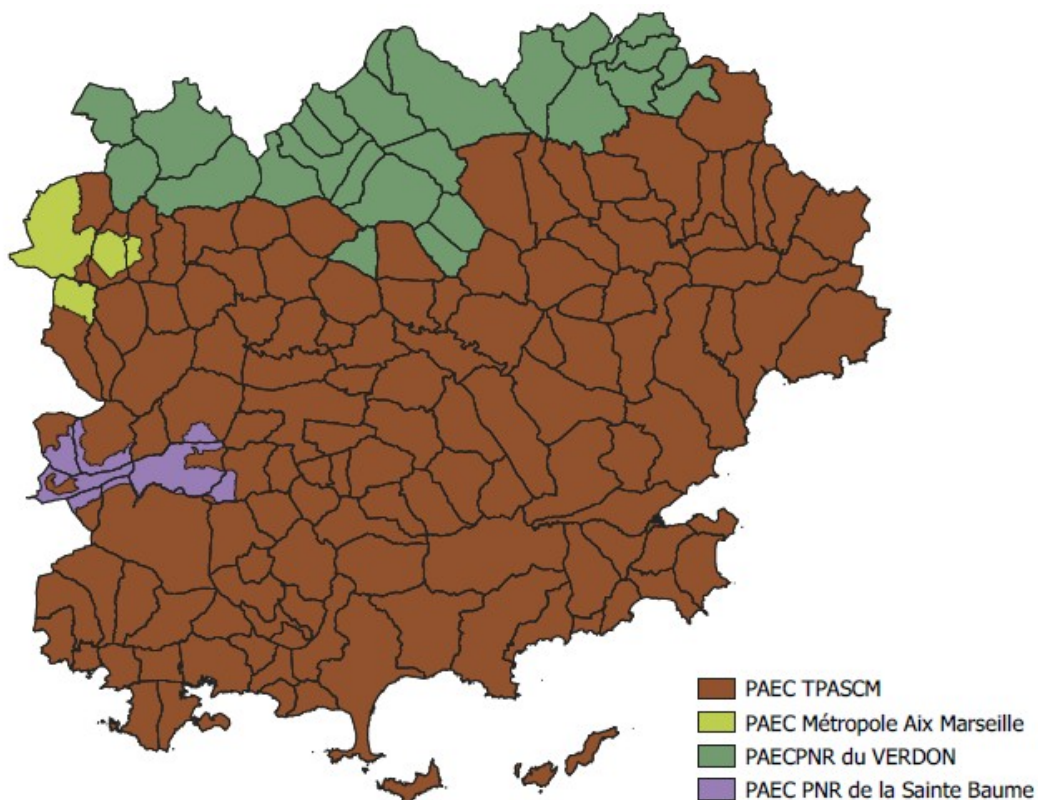 PAEC TPASCM
PAEC Métropole Aix Marseille
PAECPNR du VERDON
PAEC PNR de la Sainte Baume